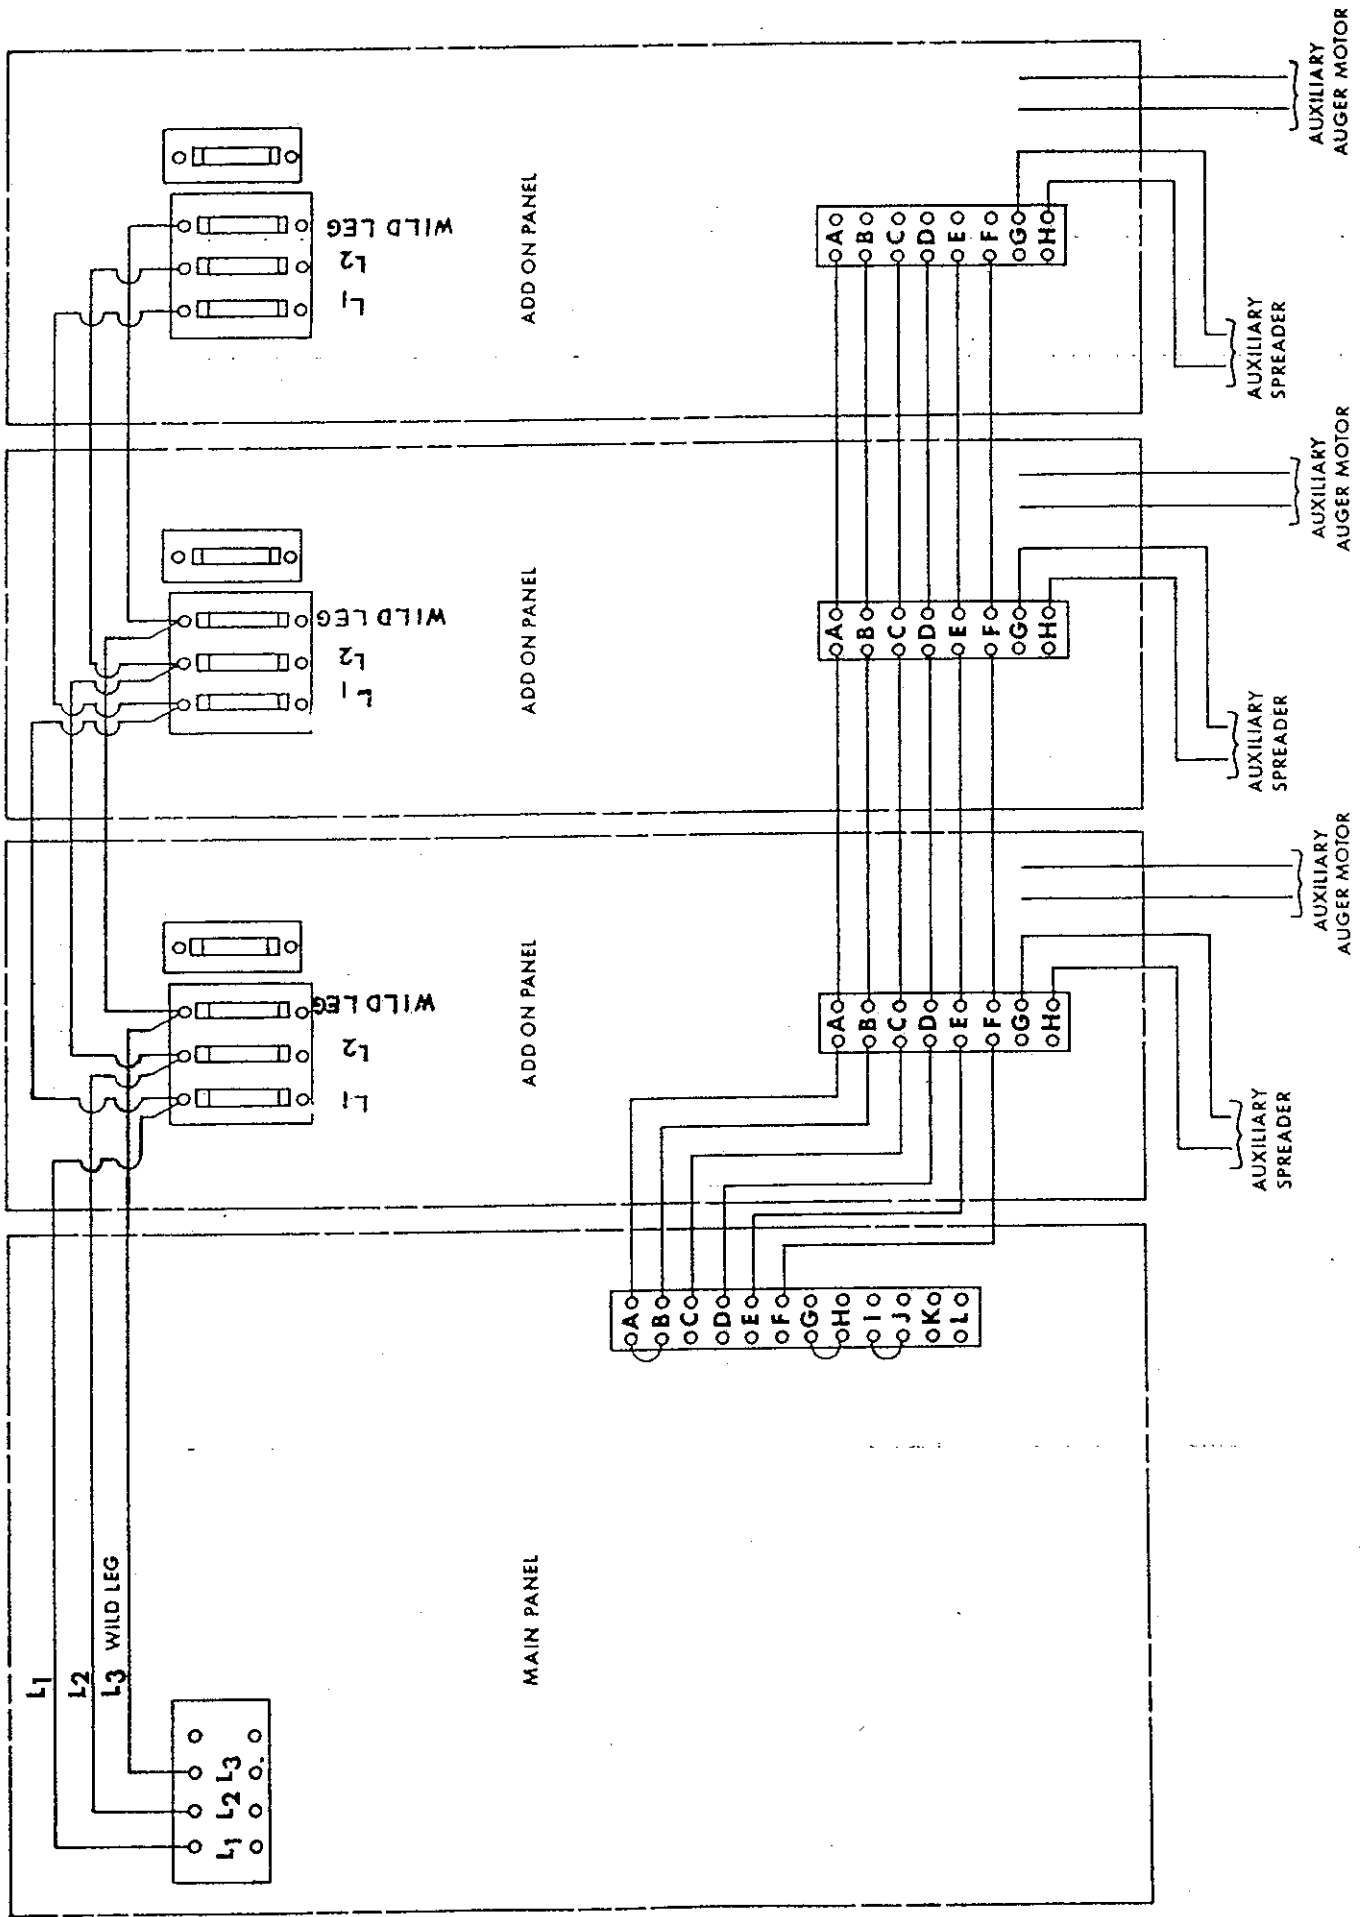 L1
L2
L3 WILD LEG
L1 L2 L3
MAIN PANEL
A
B
C
D
E
F
G
H
I
J
K
L
L1
L2
WILD LEG
ADD ON PANEL
A
B
C
D
E
F
G
H
AUXILIARY
SPREADER
AUXILIARY
AUGER MOTOR
L1
L2
WILD LEG
ADD ON PANEL
A
B
C
D
E
F
G
H
AUXILIARY
SPREADER
AUXILIARY
AUGER MOTOR
L1
L2
WILD LEG
ADD ON PANEL
A
B
C
D
E
F
G
H
AUXILIARY
SPREADER
AUXILIARY
AUGER MOTOR